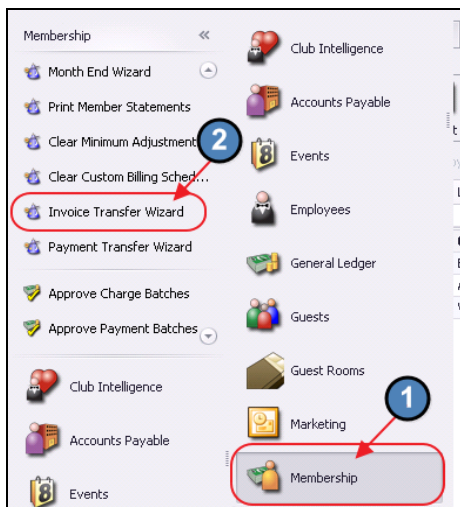 Membership
«
Month End Wizard
Print Member Statements
Clear Minimum Adjustment
Clear Custom Billing Sched...
Invoice Transfer Wizard
Payment Transfer Wizard
Approve Charge Batches
Approve Payment Batches
Club Intelligence
Accounts Payable
8 Events
2
Club Intelligence
Accounts Payable
8 Events
Employees
General Ledger
Guests
Guest Rooms
Marketing
Membership
1